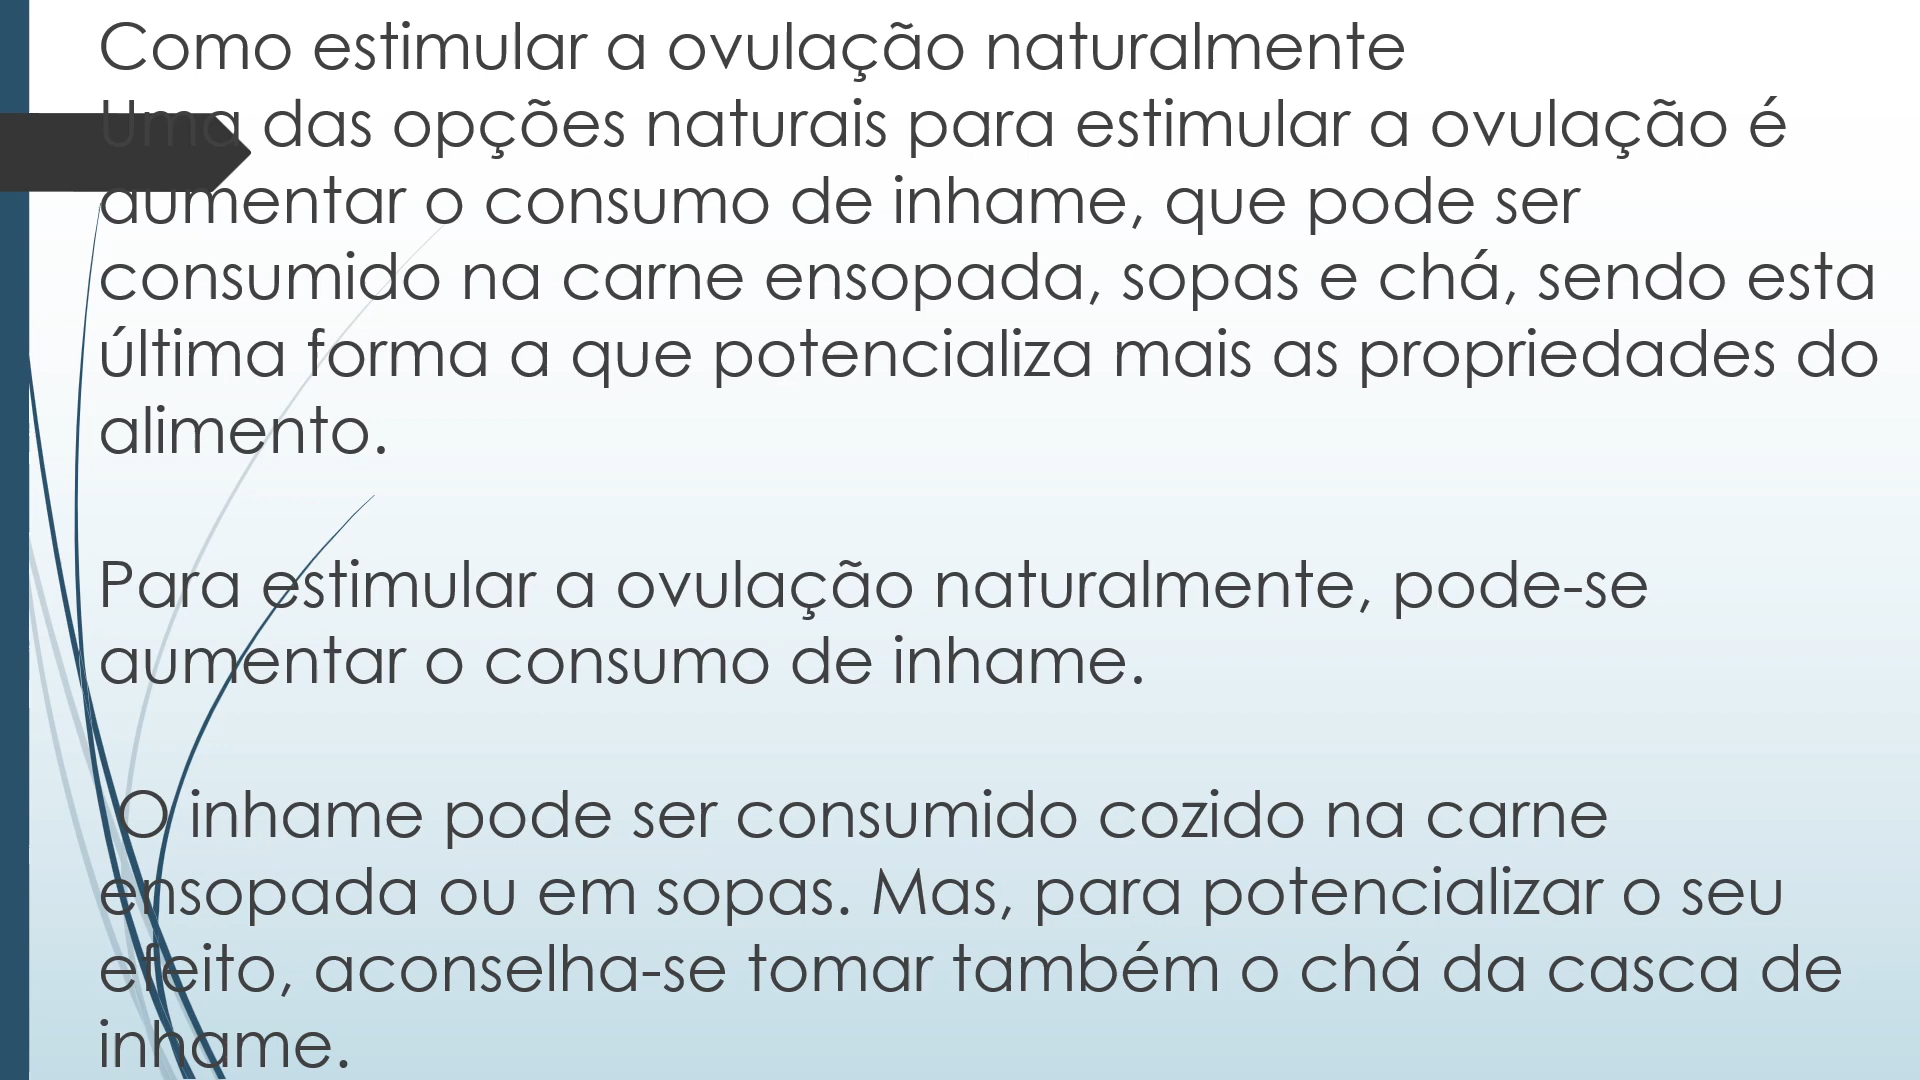 Como estimular a ovulação naturalmente
Uma das opções naturais para estimular a ovulação é
aumentar o consumo de inhame, que pode ser
consumido na carne ensopada, sopas e chá, sendo esta
última forma a que potencializa mais as propriedades do
alimento.
Para estimular a ovulação naturalmente, pode-se
aumentar o consumo de inhame.
O inhame pode ser consumido cozido na carne
ensopada ou em sopas. Mas, para potencializar o seu
efeito, aconselha-se tomar também o chá da casca de
inhame.